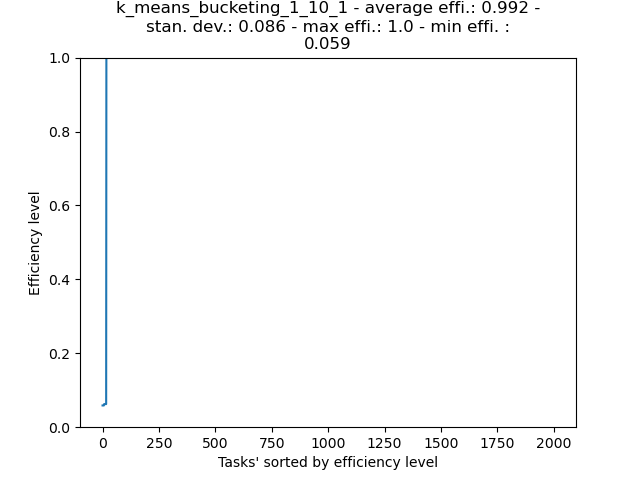 k_means_bucketing_1_10_1 - average effi.: 0.992 -
stan. dev.: 0.086 - max effi.: 1.0 - min effi. :
0.059
1.0
0.8
0.6
0.4
0.2
0.0
Efficiency level
0 250 500 750 1000 1250 1500 1750 2000
Tasks' sorted by efficiency level